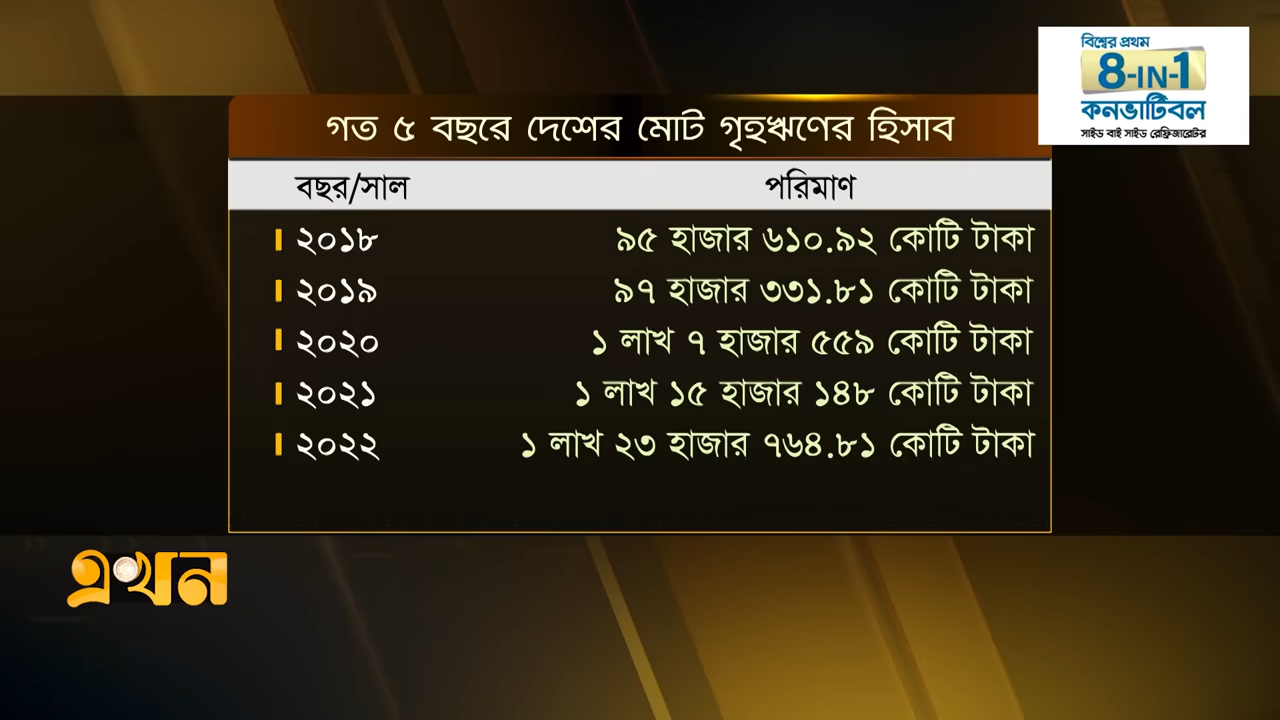 বিশ্বের প্রথম
8-IN-1
কনভার্টিবল
সাইড বাই সাইড রেফ্রিজারেটর
গত ৫ বছরে দেশের মোট গৃহঋণের হিসাব
বছর/সাল পরিমাণ
২০১৮ ৯৫ হাজার ৬১০.৯২ কোটি টাকা
২০১৯ ৯৭ হাজার ৩৩১.৮১ কোটি টাকা
২০২০ ১ লাখ ৭ হাজার ৫৫৯ কোটি টাকা
২০২১ ১ লাখ ১৫ হাজার ১৪৮ কোটি টাকা
২০২২ ১ লাখ ২৩ হাজার ৭৬৪.৮১ কোটি টাকা
এখন